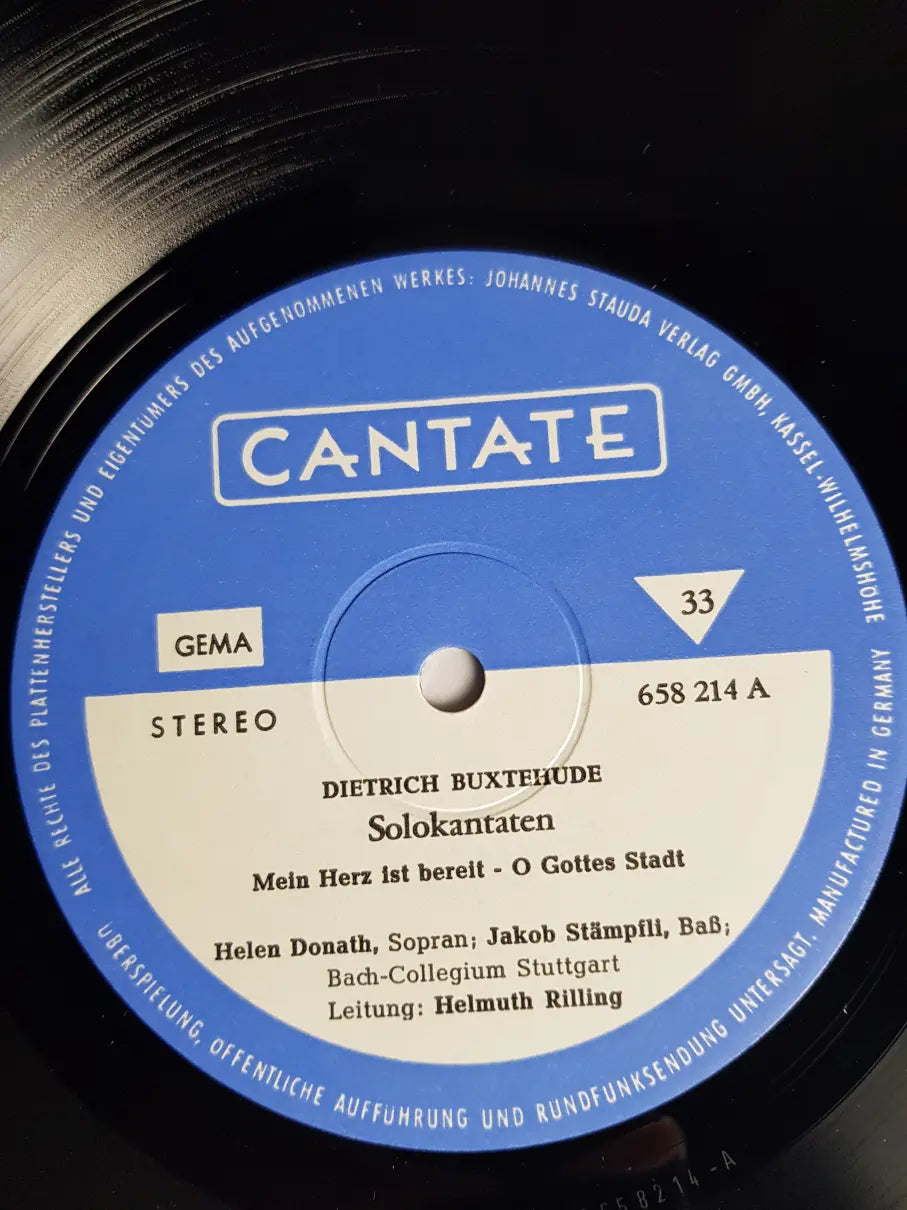 ALLE RECHTE DES PLATTENHERSTELLERS UND EIGENTÜMERS DES AUFGENOMMENEN WERKES: JOHANNES STAUDA VERLAG GMBH, KASSEL-WILHELMSHÖHE
CANTATE
33
GEMA
658 214 A
STEREO
DIETRICH BUXTEHUDE
Solokantaten
Mein Herz ist bereit - O Gottes Stadt
Helen Donath, Sopran; Jakob Stämpfli, Baß;
Bach-Collegium Stuttgart
Leitung: Helmuth Rilling
ÜBERSPIELUNG, ÖFFENTLICHE AUFFÜHRUNG UND RUNDFUNKSENDUNG UNTERSAGT. MANUFACTURED IN GERMANY
658214-A